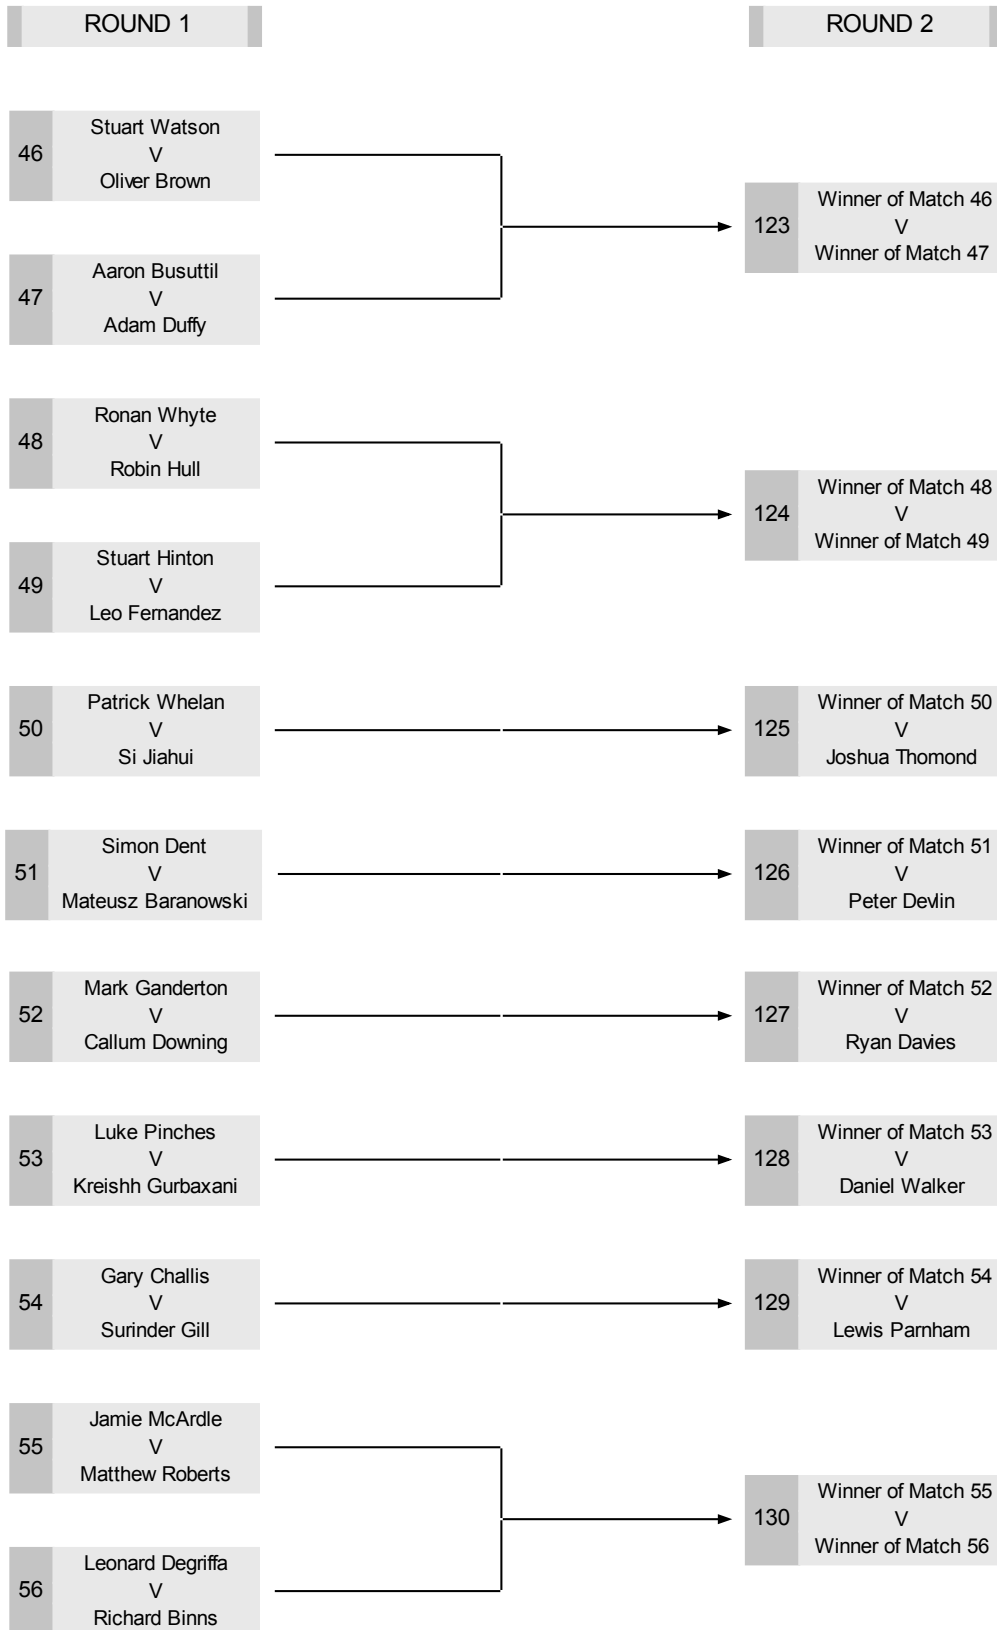 ROUND 1
ROUND 2
46
Stuart Watson
V
Oliver Brown
47
Aaron Busuttil
V
Adam Duffy
123
Winner of Match 46
V
Winner of Match 47
48
Ronan Whyte
V
Robin Hull
49
Stuart Hinton
V
Leo Fernandez
124
Winner of Match 48
V
Winner of Match 49
50
Patrick Whelan
V
Si Jiahui
125
Winner of Match 50
V
Joshua Thomond
51
Simon Dent
V
Mateusz Baranowski
126
Winner of Match 51
V
Peter Devlin
52
Mark Ganderton
V
Callum Downing
127
Winner of Match 52
V
Ryan Davies
53
Luke Pinches
V
Kreishh Gurbaxani
128
Winner of Match 53
V
Daniel Walker
54
Gary Challis
V
Surinder Gill
129
Winner of Match 54
V
Lewis Parnham
55
Jamie McArdle
V
Matthew Roberts
56
Leonard Degriffa
V
Richard Binns
130
Winner of Match 55
V
Winner of Match 56